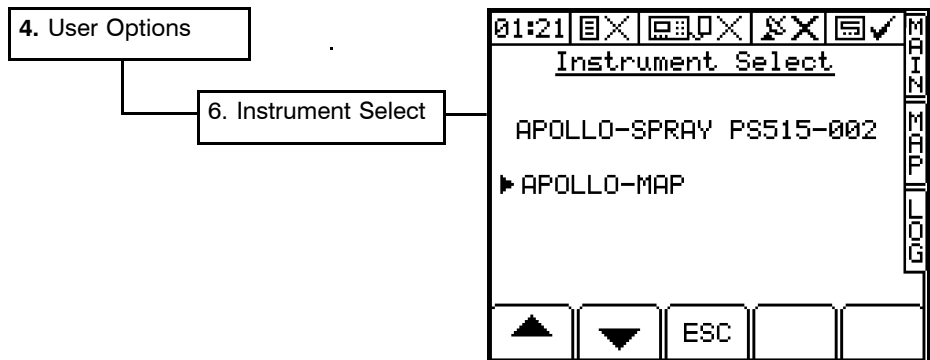 4. User Options
6. Instrument Select
01:21
Instrument Select
APOLLO-SPRAY PS515-002
APOLLO-MAP
MAIN
MAP
LOG
ESC